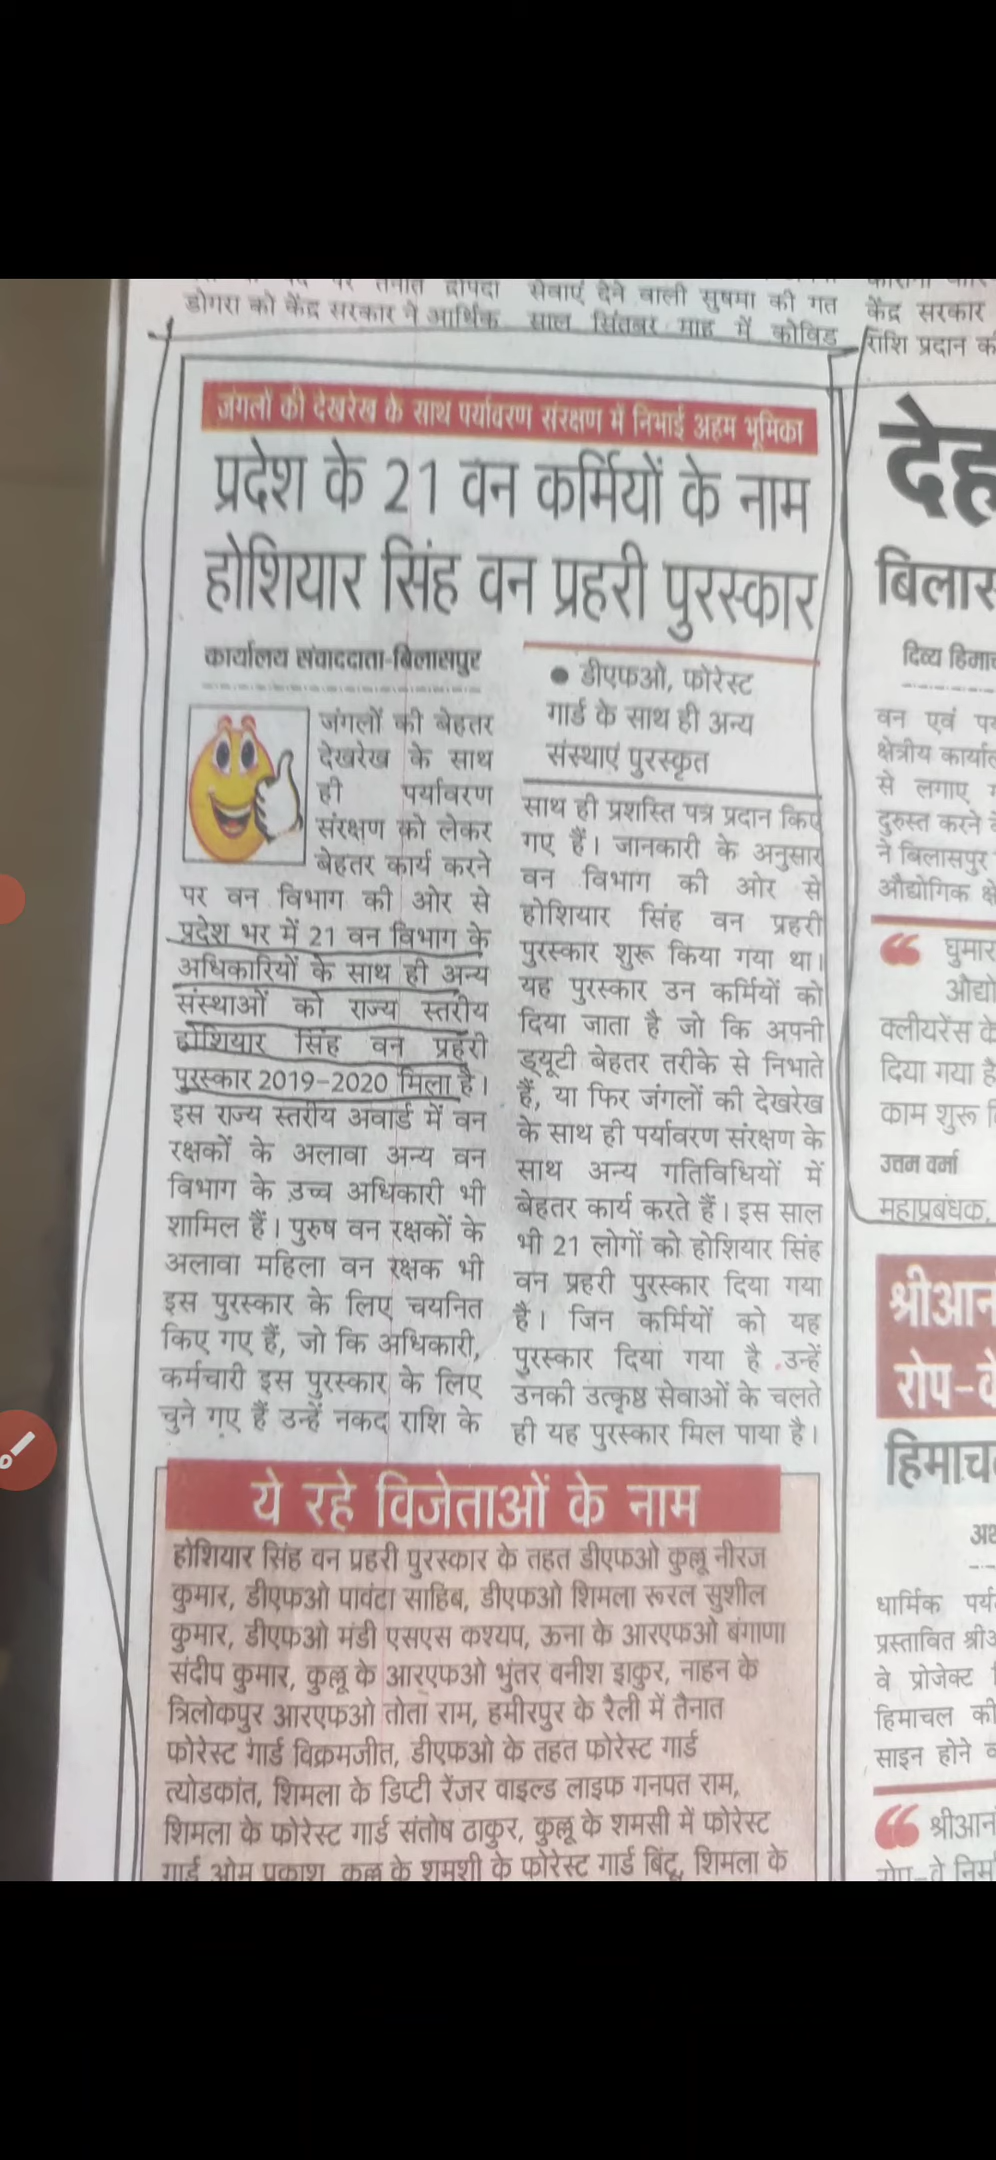 डोगरा को केंद्र सरकार ने आर्थिक
सेवाएं देने वाली सुषमा की गत
साल सितंबर माह में कोविड
केंद्र सरकार
राशि प्रदान
जंगलों की देखरेख के साथ पर्यावरण संरक्षण में निभाई अहम भूमिका
प्रदेश के 21 वन कर्मियों के नाम
होशियार सिंह वन प्रहरी पुरस्कार
कार्यालय संवाददाता-बिलासपुर
जंगलों की बेहतर
देखरेख के साथ
ही पर्यावरण
संरक्षण को लेकर
बेहतर कार्य करने
पर वन विभाग की ओर से
प्रदेश भर में 21 वन विभाग के
अधिकारियों के साथ ही अन्य
संस्थाओं को राज्य स्तरीय
होशियार सिंह वन प्रहरी
पुरस्कार 2019-2020 मिला है।
इस राज्य स्तरीय अवार्ड में वन
रक्षकों के अलावा अन्य वन
विभाग के उच्च अधिकारी भी
शामिल हैं। पुरुष वन रक्षकों के
अलावा महिला वन रक्षक भी
इस पुरस्कार के लिए चयनित
किए गए हैं, जो कि अधिकारी,
कर्मचारी इस पुरस्कार के लिए
चुने गए हैं उन्हें नकद राशि के
● डीएफओ, फोरेस्ट
गार्ड के साथ ही अन्य
संस्थाएं पुरस्कृत
साथ ही प्रशस्ति पत्र प्रदान किए
गए हैं। जानकारी के अनुसार
वन विभाग की ओर से
होशियार सिंह वन प्रहरी
पुरस्कार शुरू किया गया था।
यह पुरस्कार उन कर्मियों को
दिया जाता है जो कि अपनी
ड्यूटी बेहतर तरीके से निभाते
हैं, या फिर जंगलों की देखरेख
के साथ ही पर्यावरण संरक्षण के
साथ अन्य गतिविधियों में
बेहतर कार्य करते हैं। इस साल
भी 21 लोगों को होशियार सिंह
वन प्रहरी पुरस्कार दिया गया
है। जिन कर्मियों को यह
पुरस्कार दिया गया है उन्हें
उनकी उत्कृष्ठ सेवाओं के चलते
ही यह पुरस्कार मिल पाया है।
ये रहे विजेताओं के नाम
होशियार सिंह वन प्रहरी पुरस्कार के तहत डीएफओ कुल्लू नीरज
कुमार, डीएफओ पावंटा साहिब, डीएफओ शिमला रूरल सुशील
कुमार, डीएफओ मंडी एसएस कश्यप, ऊना के आरएफओ बंगाणा
संदीप कुमार, कुल्लू के आरएफओ भुंतर वनीश ठाकुर, नाहन के
त्रिलोकपुर आरएफओ तोता राम, हमीरपुर के रैली में तैनात
फोरेस्ट गार्ड विक्रमजीत, डीएफओ के तहत फोरेस्ट गार्ड
त्योडकांत, शिमला के डिप्टी रेंजर वाइल्ड लाइफ गनपत राम,
शिमला के फोरेस्ट गार्ड संतोष ठाकुर, कुल्लू के शमसी में फोरेस्ट
गार्ड ओम प्रकाश, कुल्लू के शमशी के फोरेस्ट गार्ड बिंटू, शिमला के
देह
बिलास
दिव्य हिमा
वन एवं
क्षेत्रीय
से लगाए
दुरुस्त करने
ने बिलासपुर
औद्योगिक
घुमार
औद्यो
क्लीयरेंस के
दिया गया है
काम शुरू
उत्तम वर्मा
महाप्रबंधक,
श्रीआन
रोप-वे
हिमाच
धार्मिक
प्रस्तावित
वे प्रोजेक्ट
हिमाचल की
साइन होने
श्रीआन
रोप-वे